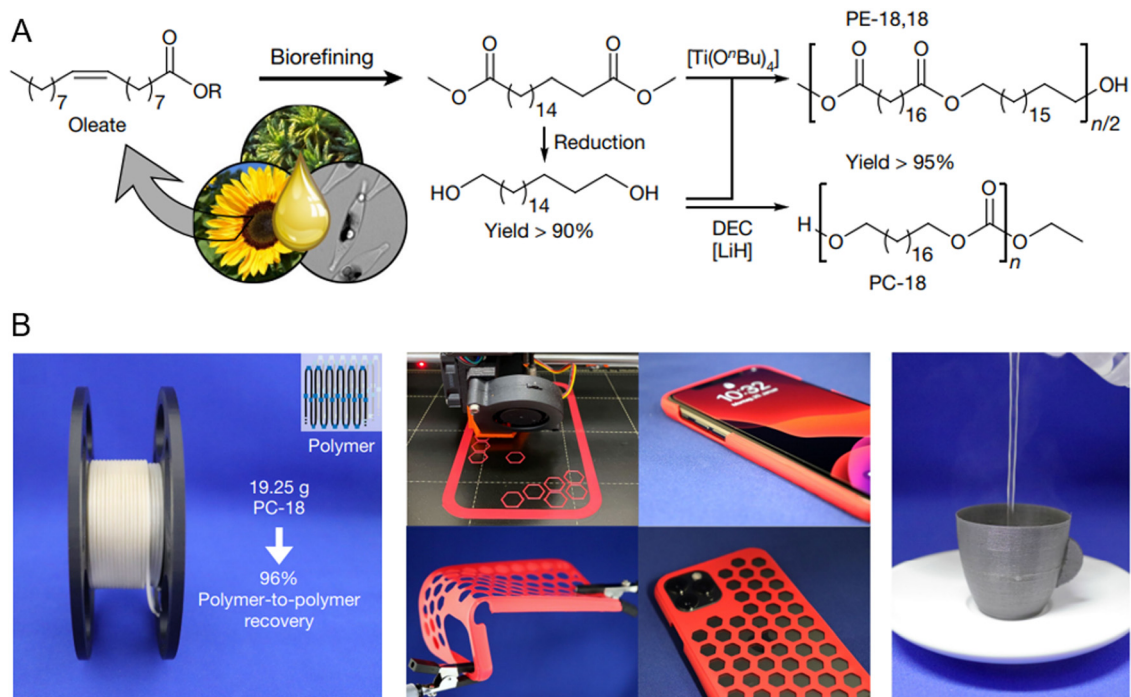 A
Oleate
O
OR
7
7
Biorefining
O
O
O
O
14
Reduction
HO
OH
14
Yield > 90%
[Ti(OⁿBu)₄]
DEC
[LiH]
PE-18,18
O
O
O
O
OH
16
15
n/2
Yield > 95%
H
O
O
O
O
16
n
PC-18
B
Polymer
19.25 g
PC-18
96%
Polymer-to-polymer
recovery
10:32